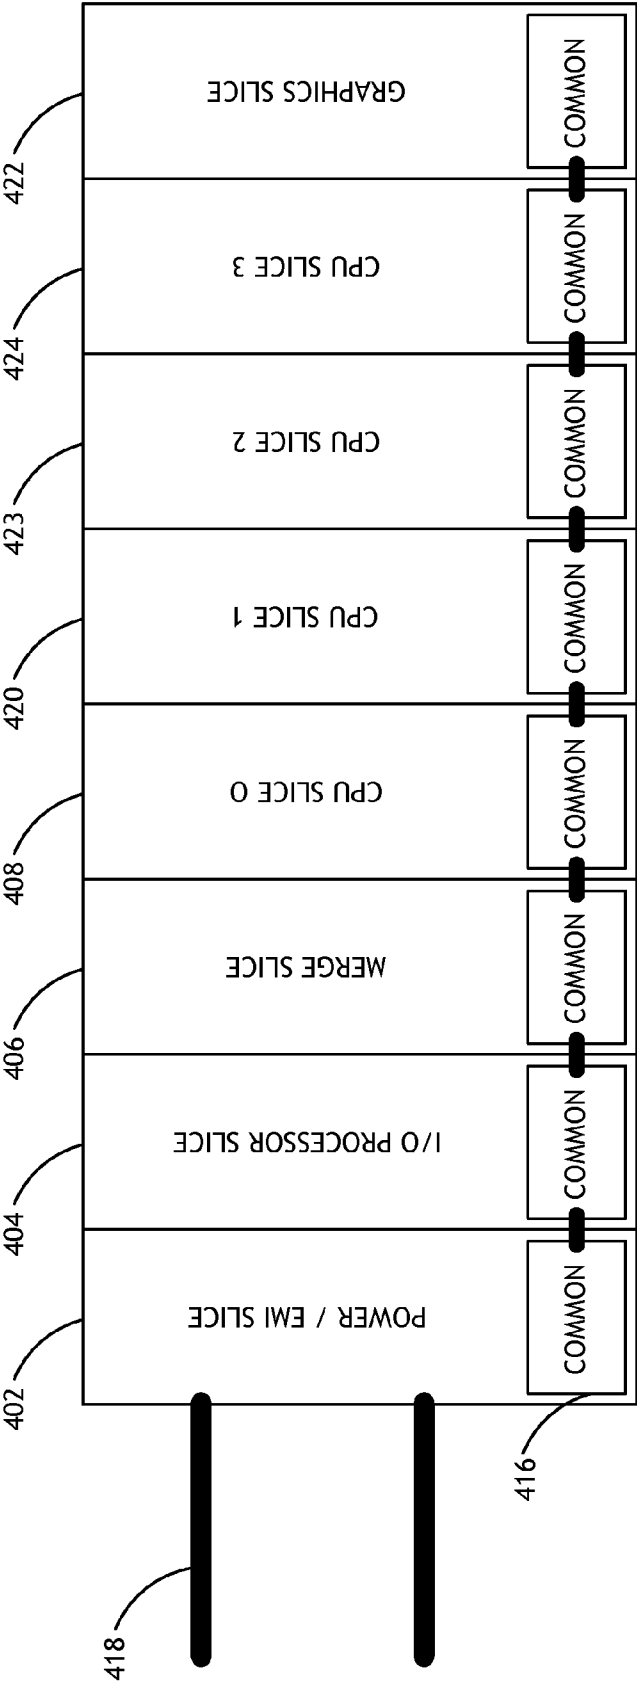 422
GRAPHICS SLICE
COMMON
424
CPU SLICE 3
COMMON
423
CPU SLICE 2
COMMON
420
CPU SLICE 1
COMMON
408
CPU SLICE 0
COMMON
406
MERGE SLICE
COMMON
404
I/O PROCESSOR SLICE
COMMON
402
POWER / EMI SLICE
COMMON
416
418